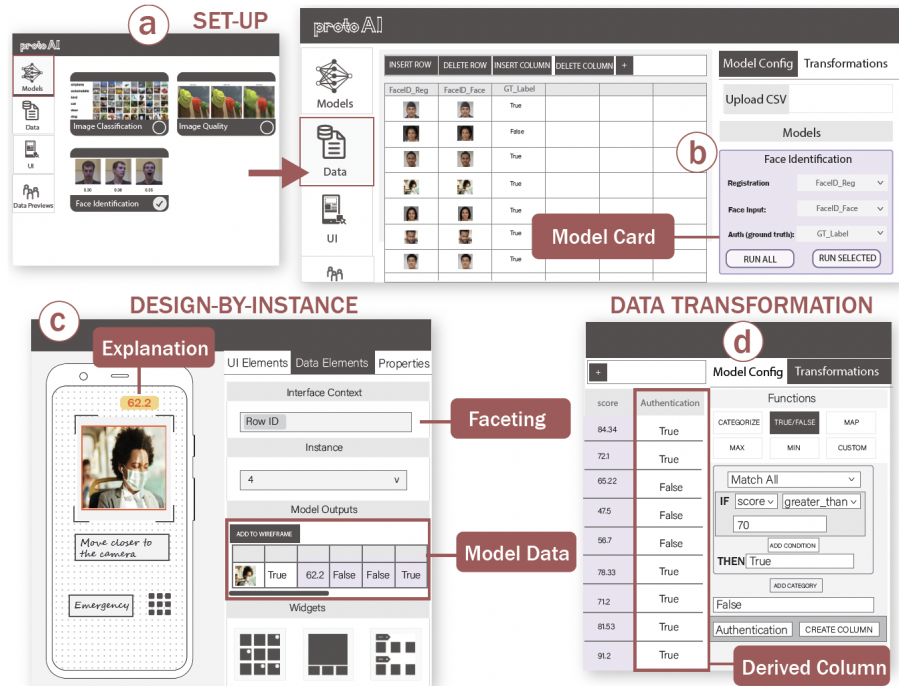 a SET-UP
proto AI
Models
Data
UI
Data Previews
Image Classification
Image Quality
0.30 0.38 0.25
Face Identification
proto AI
Models
Data
UI
INSERT ROW DELETE ROW INSERT COLUMN DELETE COLUMN +
FaceID_Reg FaceID_Face GT_Label
True
False
True
True
True
True
True
Model Config Transformations
Upload CSV
Models
b
Face Identification
Registration FaceID_Reg
Face Input: FaceID_Face
Auth (ground truth): GT_Label
RUN ALL RUN SELECTED
Model Card
DESIGN-BY-INSTANCE
c
Explanation
62.2
Move closer to
the camera
Emergency
UI Elements Data Elements Properties
Interface Context
Row ID
Faceting
Instance
4 v
Model Outputs
ADD TO WIREFRAME
True 62.2 False False True
Model Data
Widgets
DATA TRANSFORMATION
d
+
Model Config Transformations
score Authentication
84.34 True
72.1 True
65.22 False
47.5 False
56.7 False
78.33 True
71.2 True
81.53 True
91.2 True
Functions
CATEGORIZE TRUE/FALSE MAP
MAX MIN CUSTOM
Match All
IF score greater_than
70
ADD CONDITION
THEN True
ADD CATEGORY
False
Authentication CREATE COLUMN
Derived Column